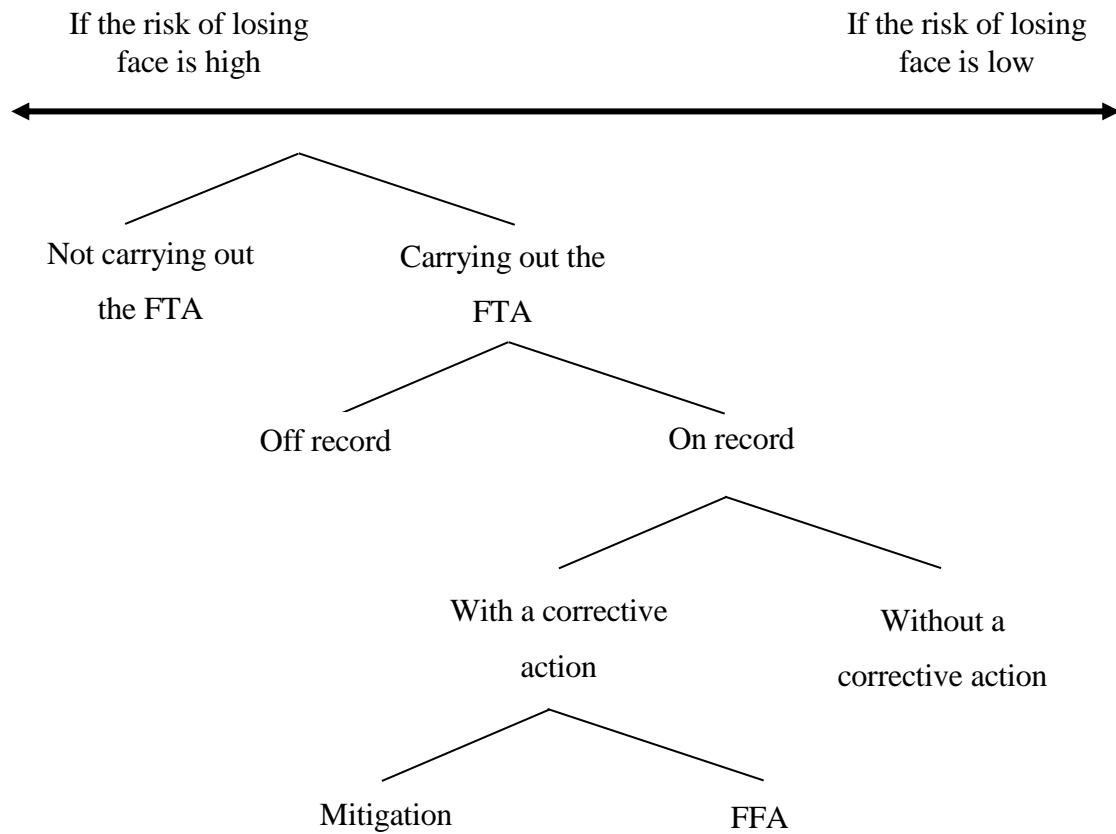 If the risk of losing
face is high
If the risk of losing
face is low
Not carrying out
the FTA
Carrying out the
FTA
Off record
On record
With a corrective
action
Without a
corrective action
Mitigation
FFA